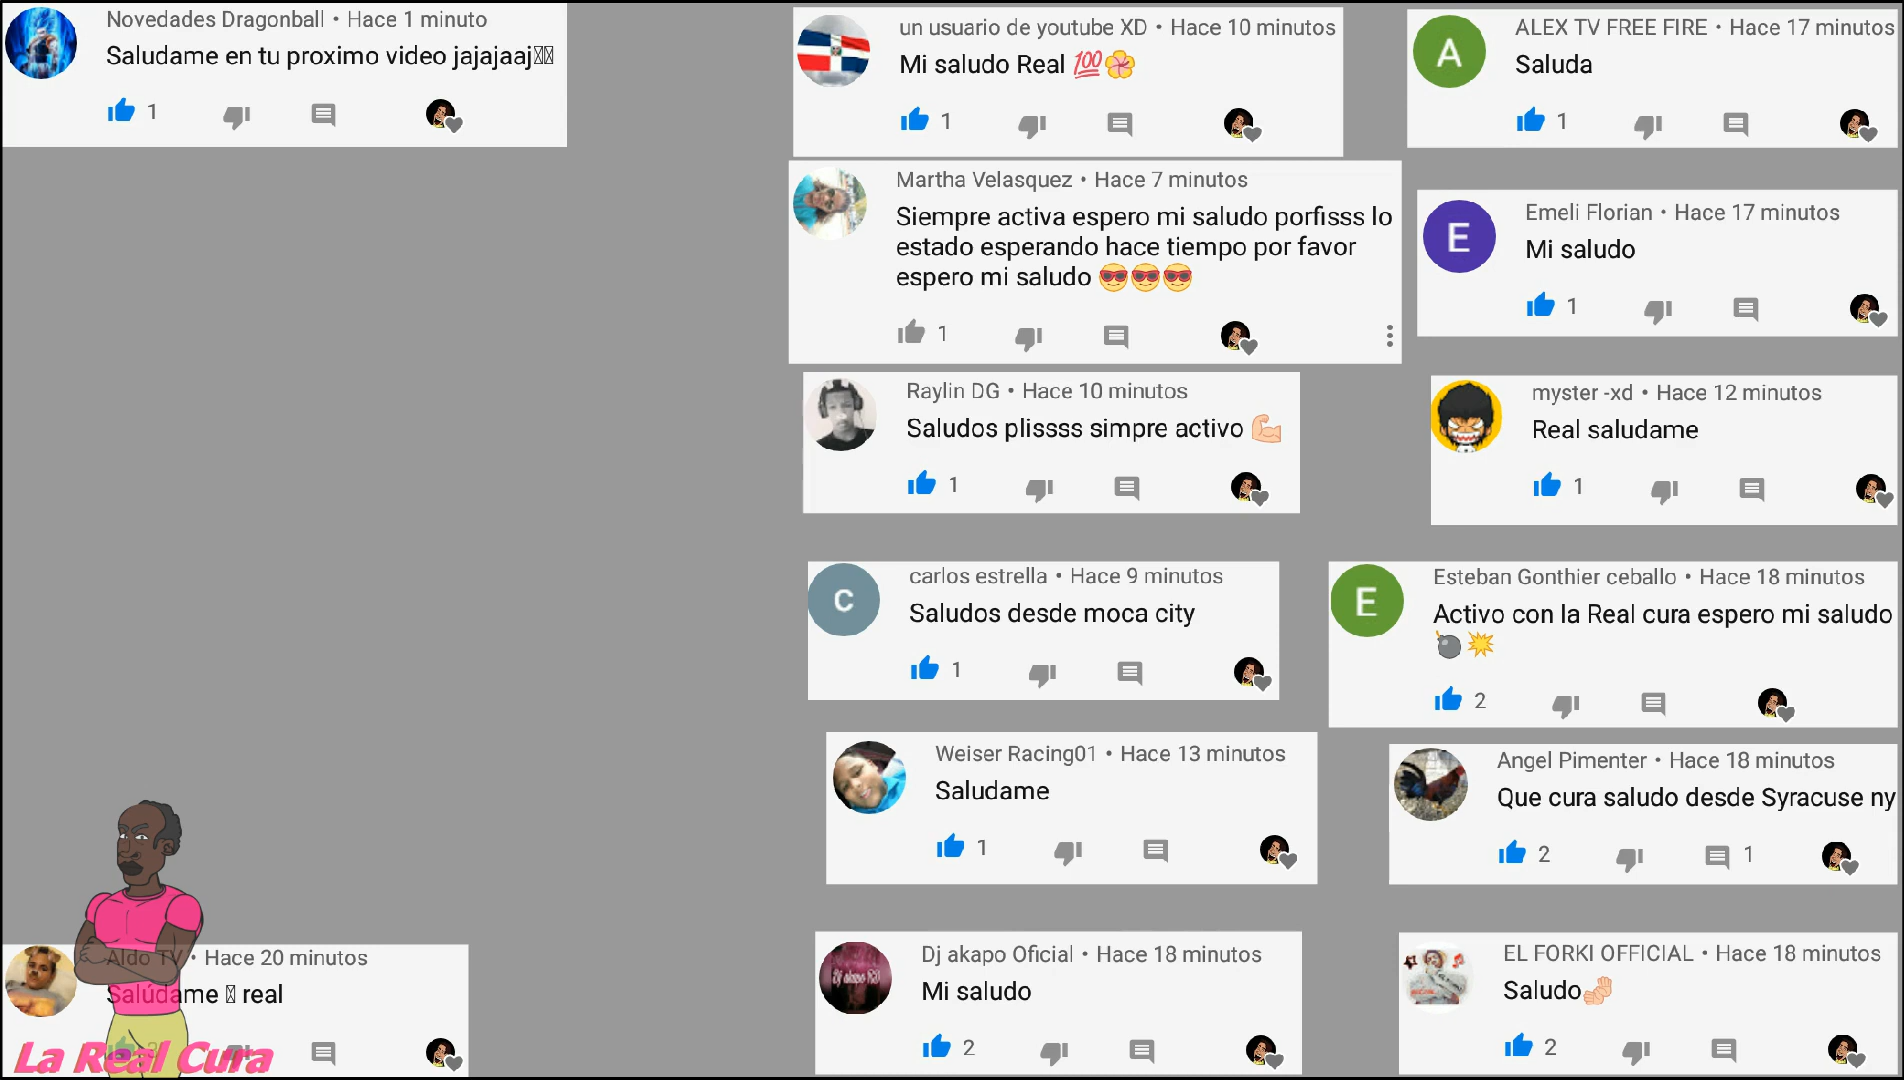 Novedades Dragonball • Hace 1 minuto
Saludame en tu proximo video jajajaaj
1
un usuario de youtube XD • Hace 10 minutos
Mi saludo Real 💯🌼
1
ALEX TV FREE FIRE • Hace 17 minutos
A
Saluda
1
Martha Velasquez • Hace 7 minutos
Siempre activa espero mi saludo porfisss lo
estado esperando hace tiempo por favor
espero mi saludo 😎😎😎
1
Emeli Florian • Hace 17 minutos
E
Mi saludo
1
Raylin DG • Hace 10 minutos
Saludos plissss simpre activo 💪🏻
1
myster -xd • Hace 12 minutos
Real saludame
1
carlos estrella • Hace 9 minutos
c
Saludos desde moca city
1
Esteban Gonthier ceballo • Hace 18 minutos
E
Activo con la Real cura espero mi saludo
💣💥
2
Weiser Racing01 • Hace 13 minutos
Saludame
1
Angel Pimenter • Hace 18 minutos
Que cura saludo desde Syracuse ny
2
1
Aldo TV • Hace 20 minutos
Salúdame real
La Real Cura
Dj akapo Oficial • Hace 18 minutos
Mi saludo
2
EL FORKI OFFICIAL • Hace 18 minutos
Saludo👏🏻
2